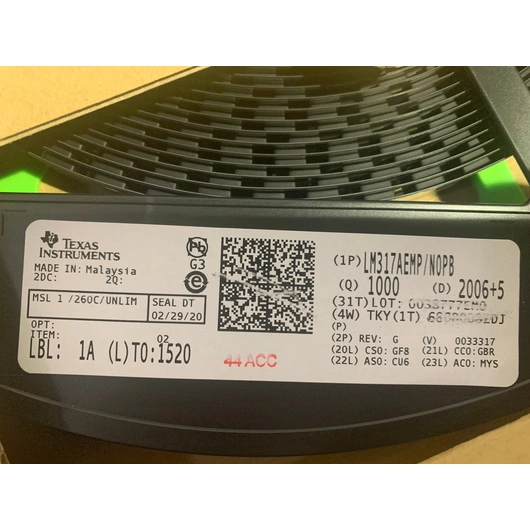 TEXAS
INSTRUMENTS
MADE IN: Malaysia
2DC: 2Q:
MSL 1 /260C/UNLIM
SEAL DT
02/29/20
OPT:
ITEM:
02
LBL: 1A (L)TO:1520
Pb
G3
e
44 ACC
(1P) LM317AEMP/NOPB
(Q) 1000 (D) 2006+5
(31T) LOT:
(4W) TKY(1T)
(P)
(2P) REV: G (V) 0033317
(20L) CSO: GF8 (21L) CCO:GBR
(22L) ASO: CU6 (23L) ACO: MYS